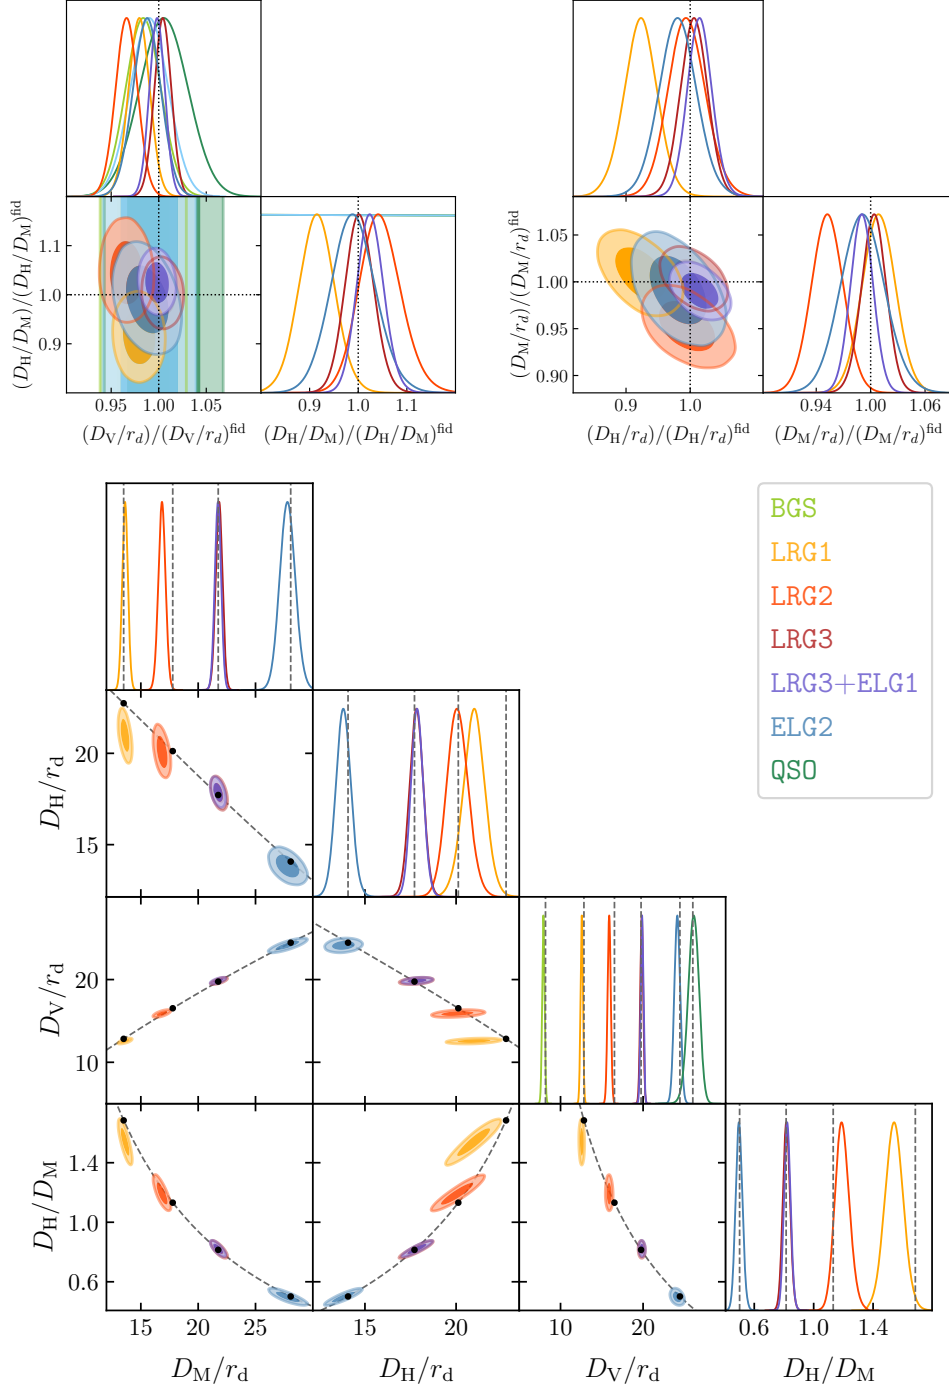 (D_H/D_M)/(D_H/D_M)^fid
1.1
1.0
0.9
0.95 1.00 1.05
(D_V/r_d)/(D_V/r_d)^fid
0.9 1.0 1.1
(D_H/D_M)/(D_H/D_M)^fid
(D_M/r_d)/(D_M/r_d)^fid
1.05
1.00
0.95
0.90
0.9 1.0
(D_H/r_d)/(D_H/r_d)^fid
0.94 1.00 1.06
(D_M/r_d)/(D_M/r_d)^fid
BGS
LRG1
LRG2
LRG3
LRG3+ELG1
ELG2
QSO
D_H/r_d
20
15
D_V/r_d
20
10
D_H/D_M
1.4
1.0
0.6
15 20 25
D_M/r_d
15 20
D_H/r_d
10 15 20 25
D_V/r_d
0.6 1.0 1.4
D_H/D_M